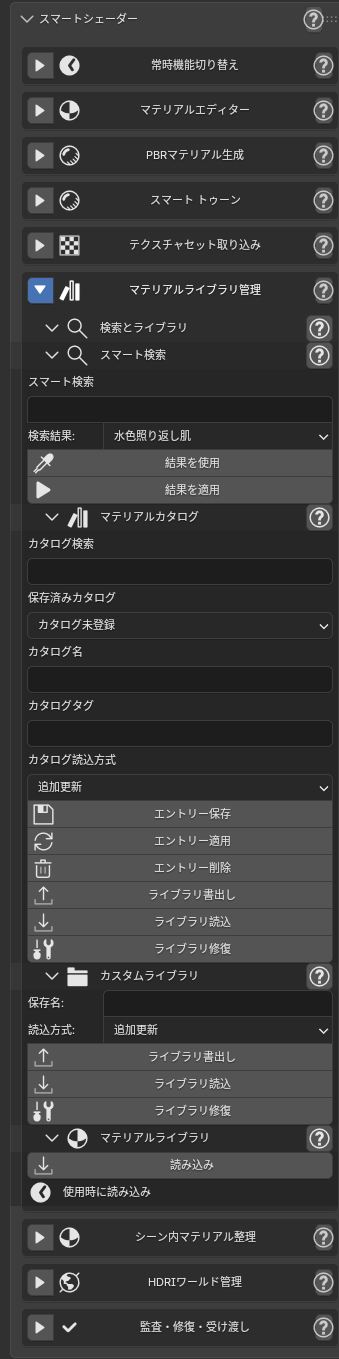 スマートシェーダー
常時機能切り替え
マテリアルエディター
PBRマテリアル生成
スマート トゥーン
テクスチャセット取り込み
マテリアルライブラリ管理
検索とライブラリ
スマート検索
スマート検索
検索結果: 水色照り返し肌
結果を使用
結果を適用
マテリアルカタログ
カタログ検索
保存済みカタログ
カタログ未登録
カタログ名
カタログタグ
カタログ読込方式
追加更新
エントリー保存
エントリー適用
エントリー削除
ライブラリ書出し
ライブラリ読込
ライブラリ修復
カスタムライブラリ
保存名:
読込方式: 追加更新
ライブラリ書出し
ライブラリ読込
ライブラリ修復
マテリアルライブラリ
読み込み
使用時に読み込み
シーン内マテリアル整理
HDRIワールド管理
監査・修復・受け渡し